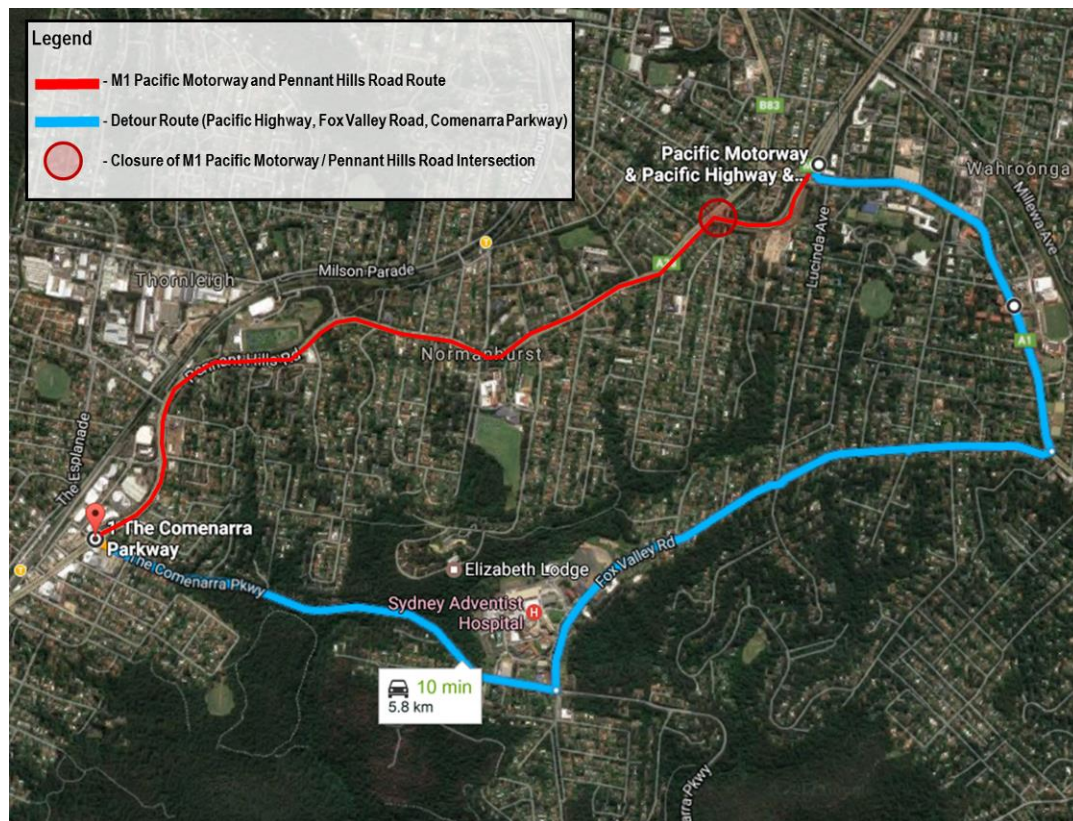 Legend
- M1 Pacific Motorway and Pennant Hills Road Route
- Detour Route (Pacific Highway, Fox Valley Road, Comenarra Parkway)
- Closure of M1 Pacific Motorway / Pennant Hills Road Intersection
B83
Pacific Motorway
& Pacific Highway &..
Wahroonga
Millewa Ave
Lucinda Ave
Milson Parade
Thornleigh
Normanhurst
Pennant Hills Rd
A1
The Esplanade
1 The Comenarra
Parkway
The Comenarra Pkwy
Elizabeth Lodge
Fox Valley Rd
Sydney Adventist
Hospital
H
10 min
5.8 km
arra Pkwy